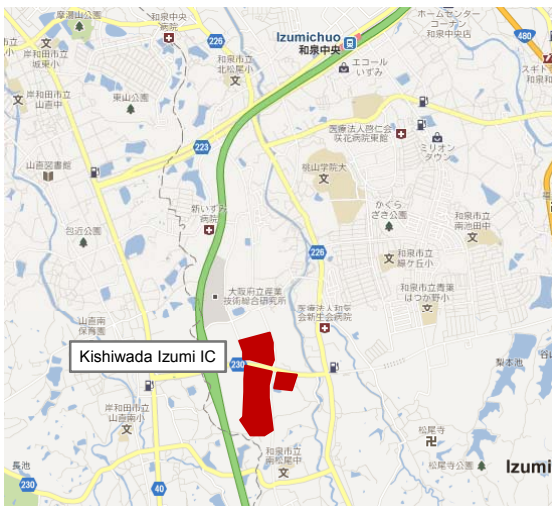 摩湯山公園
和泉中央
病院
226
岸和田市立
城東小
岸和田市立
山直中
和泉市立
北松尾小
東山公園
Izumichuo
和泉中央
ホームセンター
コーナン
和泉中央店
480
エコール
いずみ
スギ
和泉
223
山直図書館
医療法人啓仁会
咲花病院東館
ミリオン
タウン
桃山学院大
新いずみ
病院
かくら
ざき公園
和泉市立
南池田中
包近公園
226
和泉市立
緑ケ丘小
大阪府立産業
技術総合研究所
和泉市立青葉
はつが野小
山直南
保育園
医療法人和気
会新生会病院
Kishiwada Izumi IC
230
梨本池
谷山
岸和田市立
山直南小
松尾寺
和泉市立
南松尾中
長池
松尾寺公園
Izumi
230
40